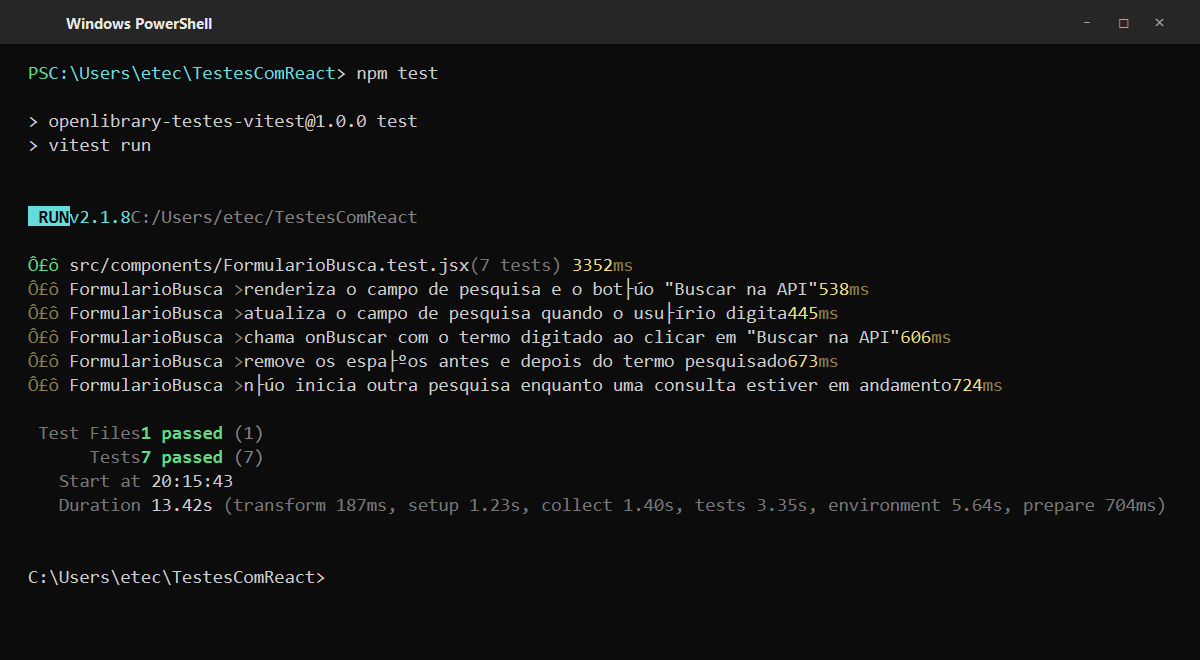 Windows PowerShell
PSC:\Users\etec\TestesComReact> npm test
> openlibrary-testes-vitest@1.0.0 test
> vitest run
RUNv2.1.8C:/Users/etec/TestesComReact
Ô£ô src/components/FormularioBusca.test.jsx(7 tests) 3352ms
Ô£ô FormularioBusca >renderiza o campo de pesquisa e o bot├úo "Buscar na API"538ms
Ô£ô FormularioBusca >atualiza o campo de pesquisa quando o usu├írio digita445ms
Ô£ô FormularioBusca >chama onBuscar com o termo digitado ao clicar em "Buscar na API"606ms
Ô£ô FormularioBusca >remove os espa├ºos antes e depois do termo pesquisado673ms
Ô£ô FormularioBusca >n├úo inicia outra pesquisa enquanto uma consulta estiver em andamento724ms
Test Files1 passed (1)
Tests7 passed (7)
Start at 20:15:43
Duration 13.42s (transform 187ms, setup 1.23s, collect 1.40s, tests 3.35s, environment 5.64s, prepare 704ms)
C:\Users\etec\TestesComReact>